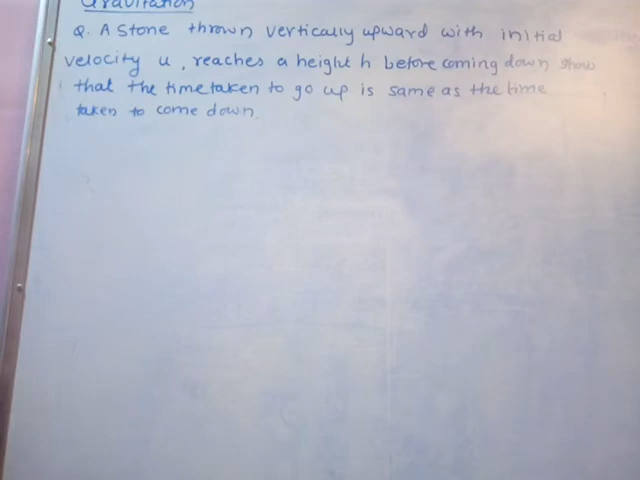 Gravitation
Q. A Stone thrown vertically upward with initial
velocity u, reaches a height h before coming down show
that the time taken to go up is same as the time
taken to come down.